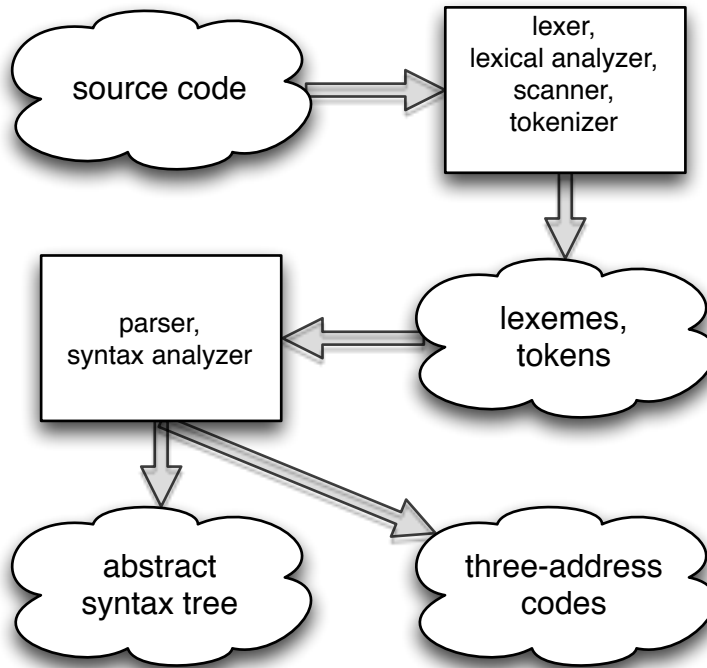 source code
lexer,
lexical analyzer,
scanner,
tokenizer
lexemes,
tokens
parser,
syntax analyzer
abstract
syntax tree
three-address
codes